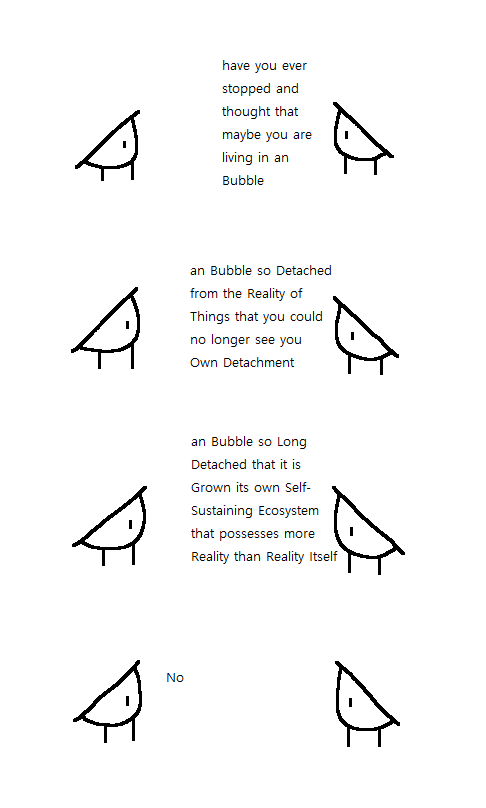 have you ever
stopped and
thought that
maybe you are
living in an
Bubble
an Bubble so Detached
from the Reality of
Things that you could
no longer see you
Own Detachment
an Bubble so Long
Detached that it is
Grown its own Self-
Sustaining Ecosystem
that possesses more
Reality than Reality Itself
No